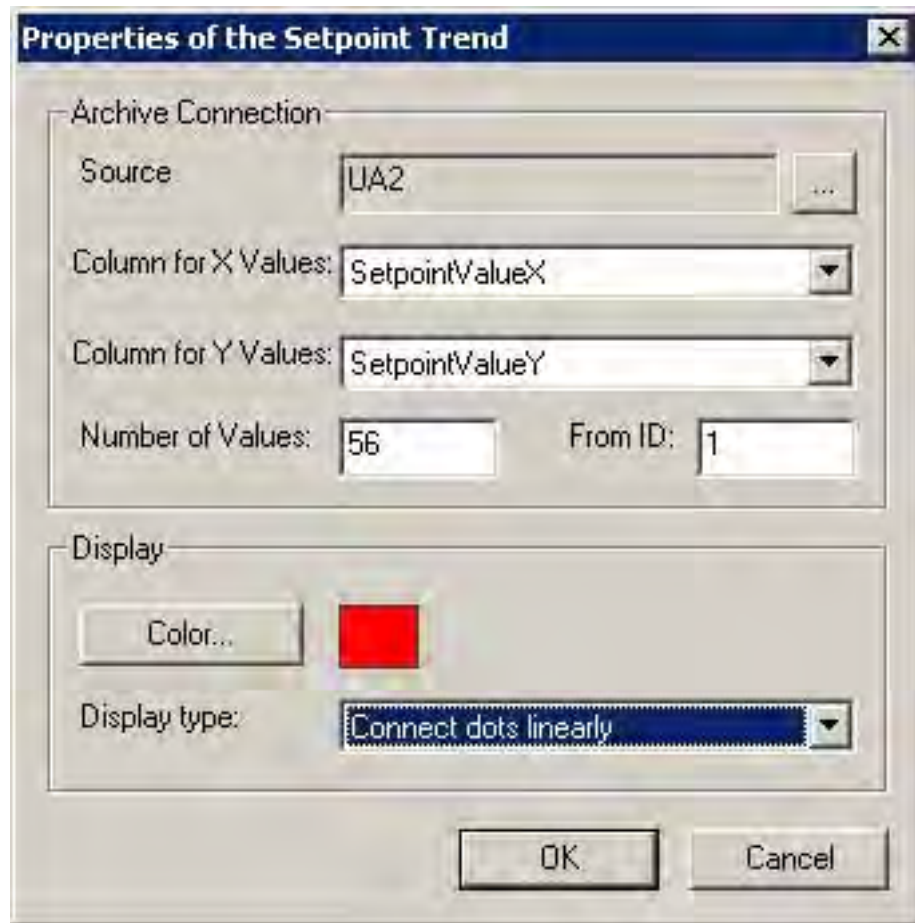 Properties of the Setpoint Trend
Archive Connection
Source
UA2
...
Column for X Values:
SetpointValueX
Column for Y Values:
SetpointValueY
Number of Values:
56
From ID:
1
Display
Color...
Display type:
Connect dots linearly
OK
Cancel